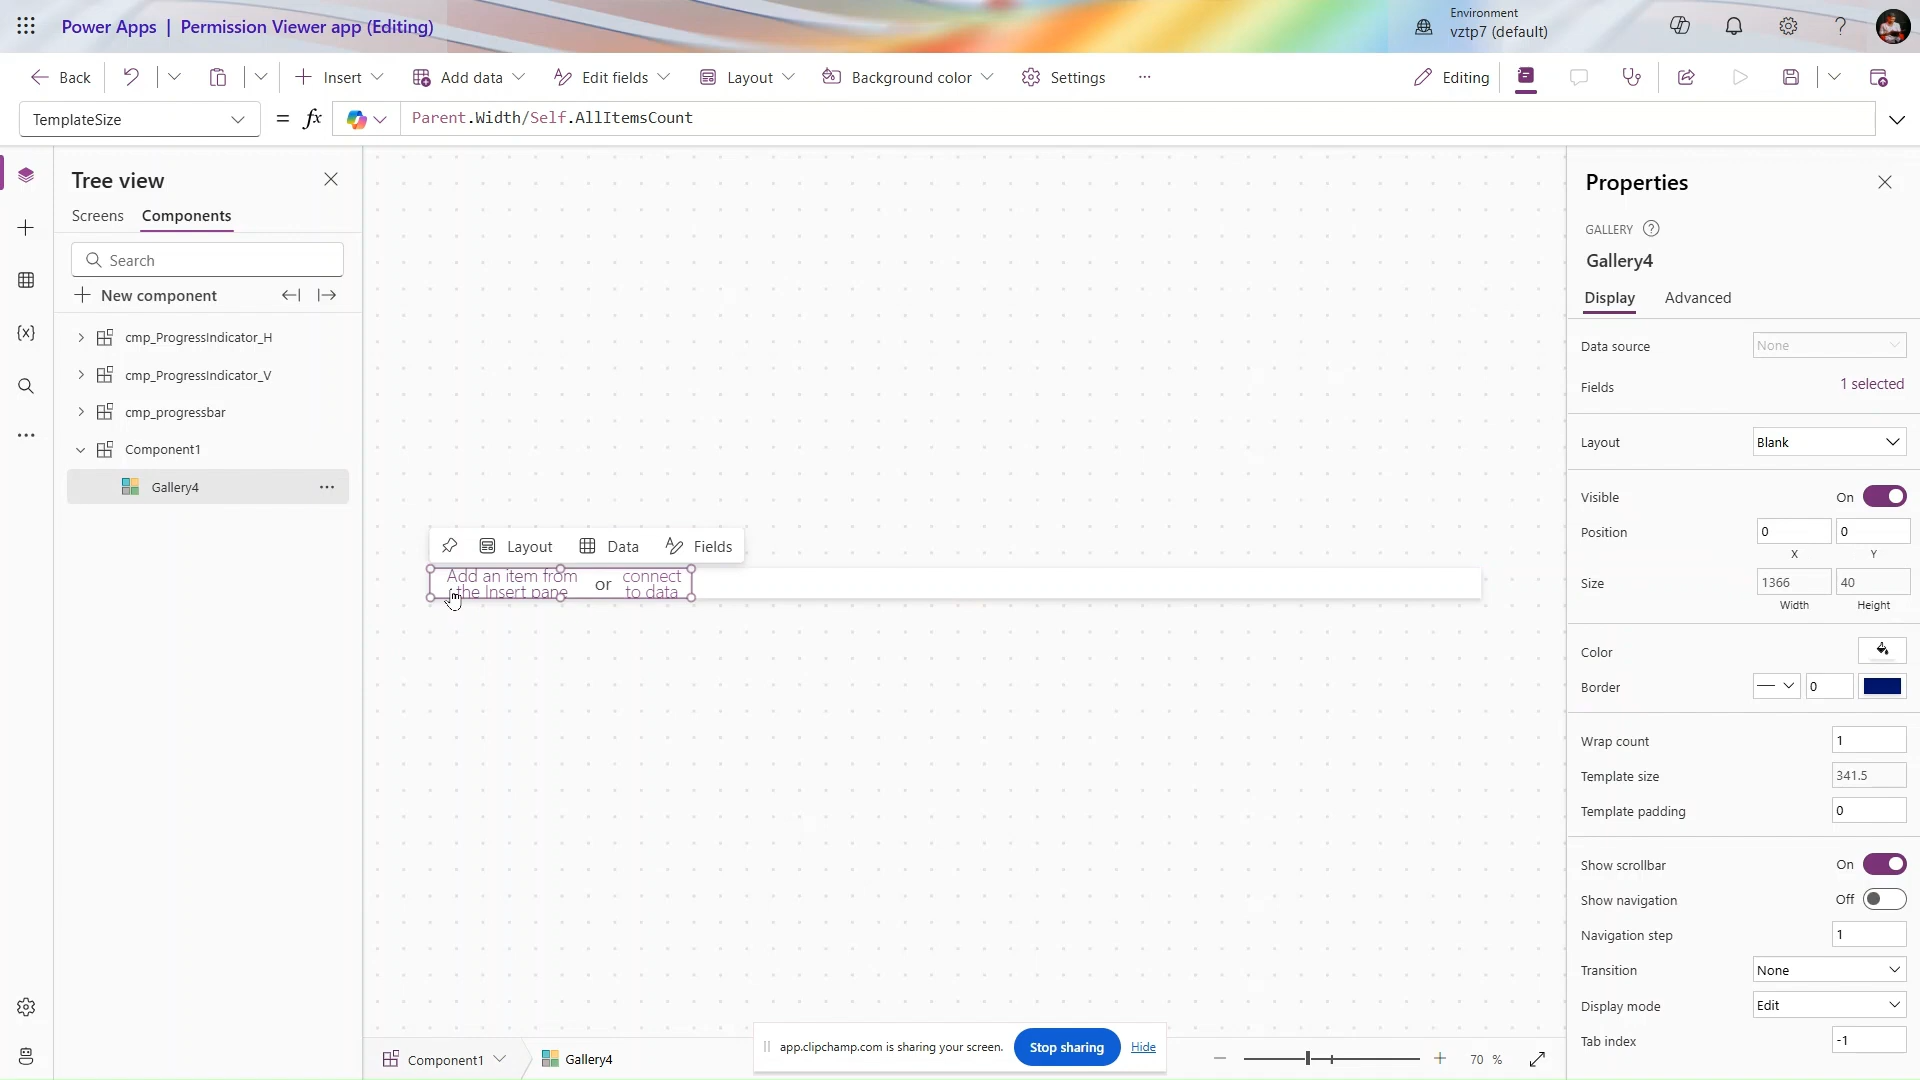 Power Apps | Permission Viewer app (Editing)
Environment
vztp7 (default)
Back
Insert
Add data
Edit fields
Layout
Background color
Settings
Editing
TemplateSize
= fx
Parent.Width/Self.AllItemsCount
Tree view
Screens
Components
Search
New component
cmp_ProgressIndicator_H
cmp_ProgressIndicator_V
cmp_progressbar
Component1
Gallery4
Layout
Data
Fields
Add an item from
the Insert pane
or
connect
to data
Properties
GALLERY
Gallery4
Display
Advanced
Data source
None
Fields
1 selected
Layout
Blank
Visible
On
Position
0
0
X
Y
Size
1366
40
Width
Height
Color
Border
0
Wrap count
1
Template size
341.5
Template padding
0
Show scrollbar
On
Show navigation
Off
Navigation step
1
Transition
None
Display mode
Edit
Tab index
-1
Component1
Gallery4
app.clipchamp.com is sharing your screen.
Stop sharing
Hide
70 %